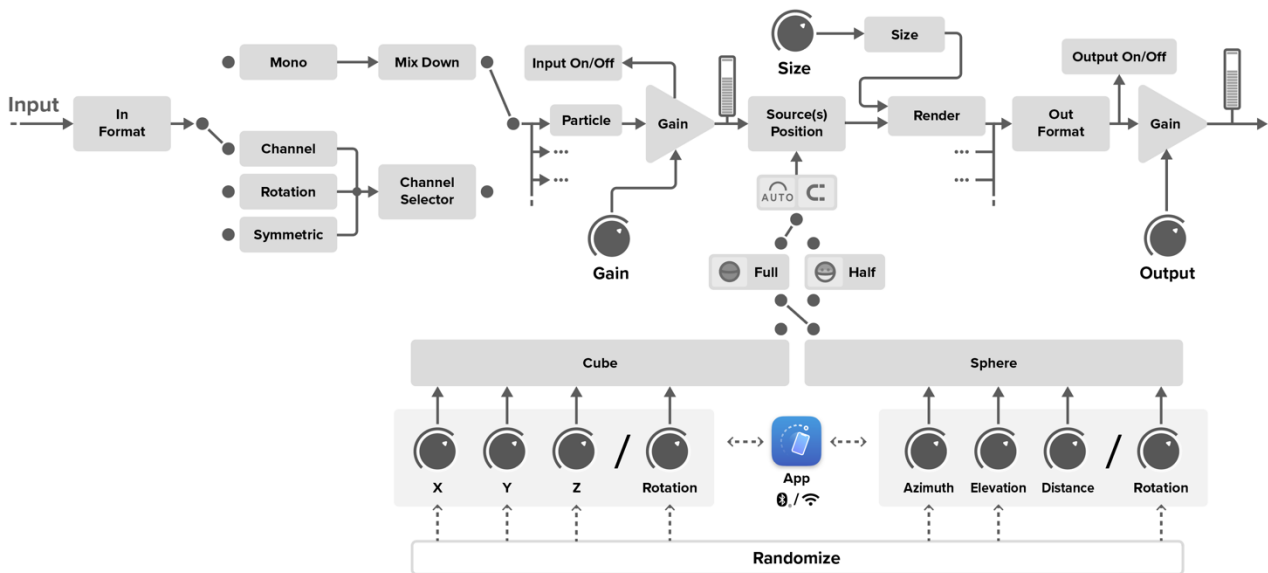 Size
Size
Mono
Mix Down
Input On/Off
Output On/Off
Input
In
Format
Particle
Gain
Source(s)
Position
Render
Out
Format
Gain
Channel
Rotation
Symmetric
Channel
Selector
...
...
...
...
AUTO
Gain
Full
Half
Output
Cube
Sphere
X
Y
Z
/
Rotation
App
/
Azimuth
Elevation
Distance
/
Rotation
Randomize